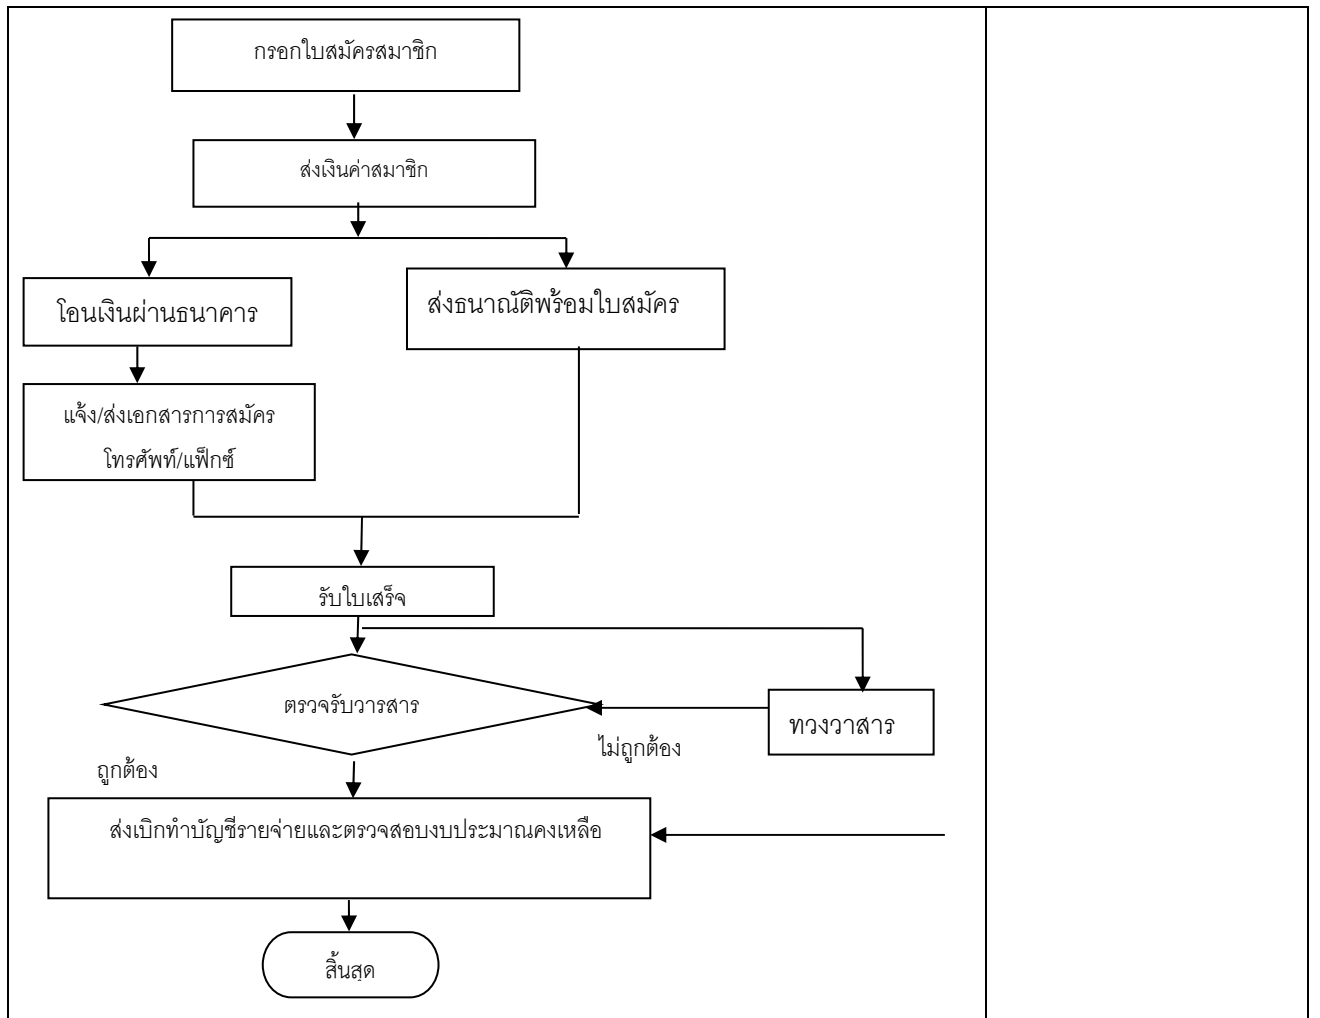 กรอกใบสมัครสมาชิก
ส่งเงินค่าสมาชิก
โอนเงินผ่านธนาคาร
ส่งธนาณัติพร้อมใบสมัคร
แจ้ง/ส่งเอกสารการสมัคร
โทรศัพท์/แฟ็กซ์
รับใบเสร็จ
ตรวจรับวารสาร
ทวงวาสาร
ไม่ถูกต้อง
ถูกต้อง
ส่งเบิกทำบัญชีรายจ่ายและตรวจสอบงบประมาณคงเหลือ
สิ้นสุด